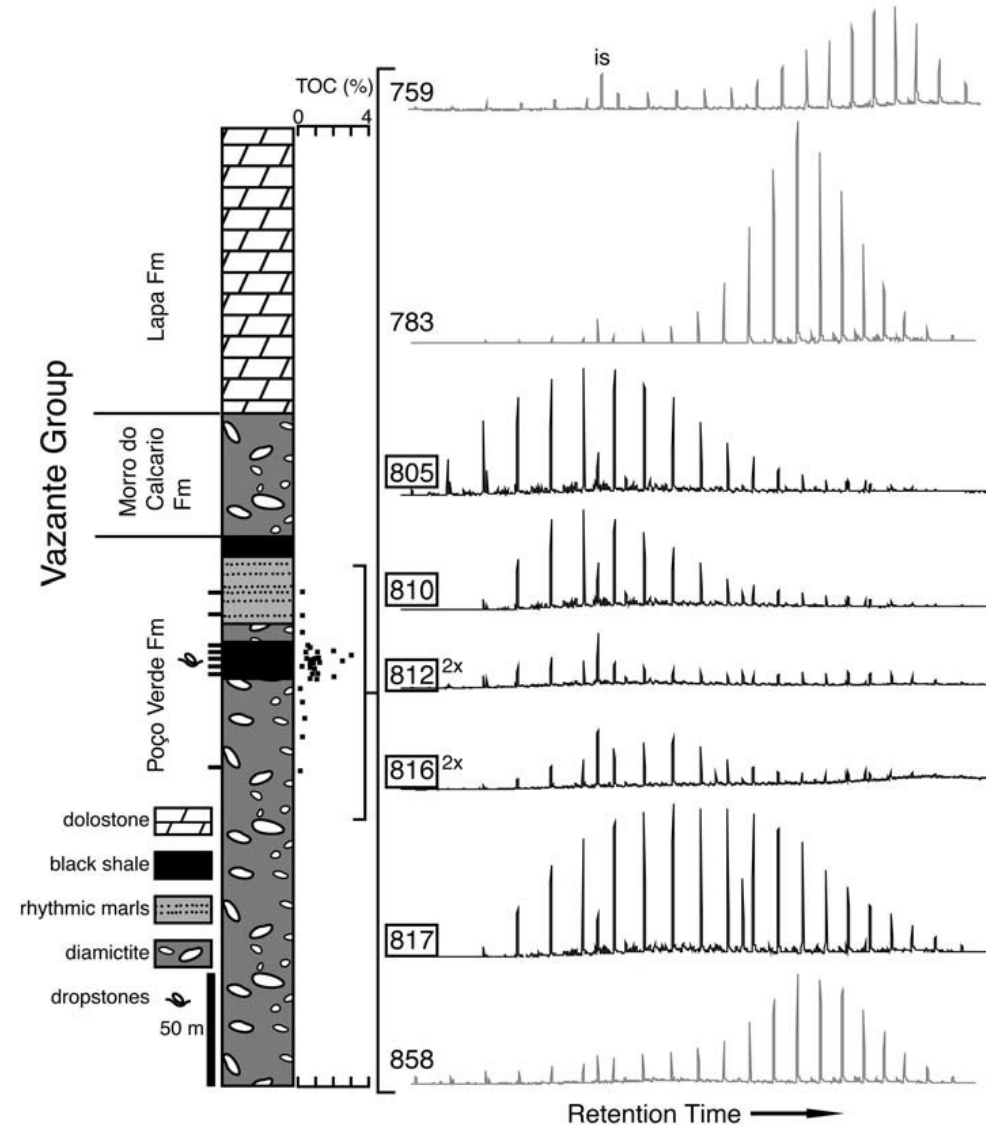 TOC (%)
0 4
is
759
783
805
810
812 2x
816 2x
817
858
Vazante Group
Lapa Fm
Morro do
Calcario
Fm
Poço Verde Fm
dolostone
black shale
rhythmic marls
diamictite
dropstones
50 m
Retention Time